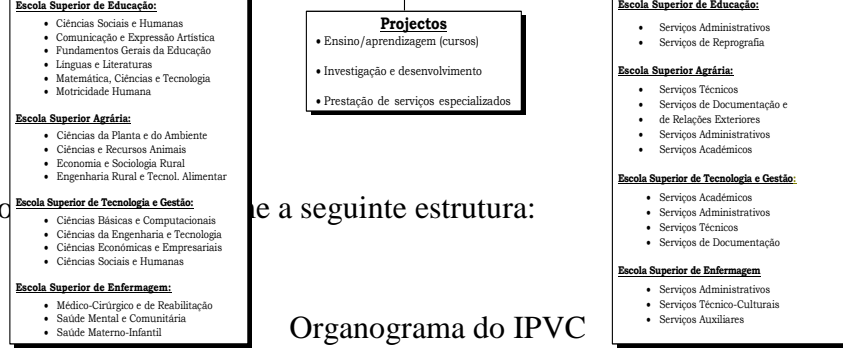 Escola Superior de Educação:
• Ciências Sociais e Humanas
• Comunicação e Expressão Artística
• Fundamentos Gerais da Educação
• Línguas e Literaturas
• Matemática, Ciências e Tecnologia
• Motricidade Humana
Escola Superior Agrária:
• Ciências da Planta e do Ambiente
• Ciências e Recursos Animais
• Economia e Sociologia Rural
• Engenharia Rural e Tecnol. Alimentar
Escola Superior de Tecnologia e Gestão:
• Ciências Básicas e Computacionais
• Ciências da Engenharia e Tecnologia
• Ciências Económicas e Empresariais
• Ciências Sociais e Humanas
Escola Superior de Enfermagem:
• Médico-Cirúrgico e de Reabilitação
• Saúde Mental e Comunitária
• Saúde Materno-Infantil
Projectos
• Ensino/aprendizagem (cursos)
• Investigação e desenvolvimento
• Prestação de serviços especializados
a seguinte estrutura:
Organograma do IPVC
Escola Superior de Educação:
• Serviços Administrativos
• Serviços de Reprografia
Escola Superior Agrária:
• Serviços Técnicos
• Serviços de Documentação e
• de Relações Exteriores
• Serviços Administrativos
• Serviços Académicos
Escola Superior de Tecnologia e Gestão:
• Serviços Académicos
• Serviços Administrativos
• Serviços Técnicos
• Serviços de Documentação
Escola Superior de Enfermagem
• Serviços Administrativos
• Serviços Técnico-Culturais
• Serviços Auxiliares